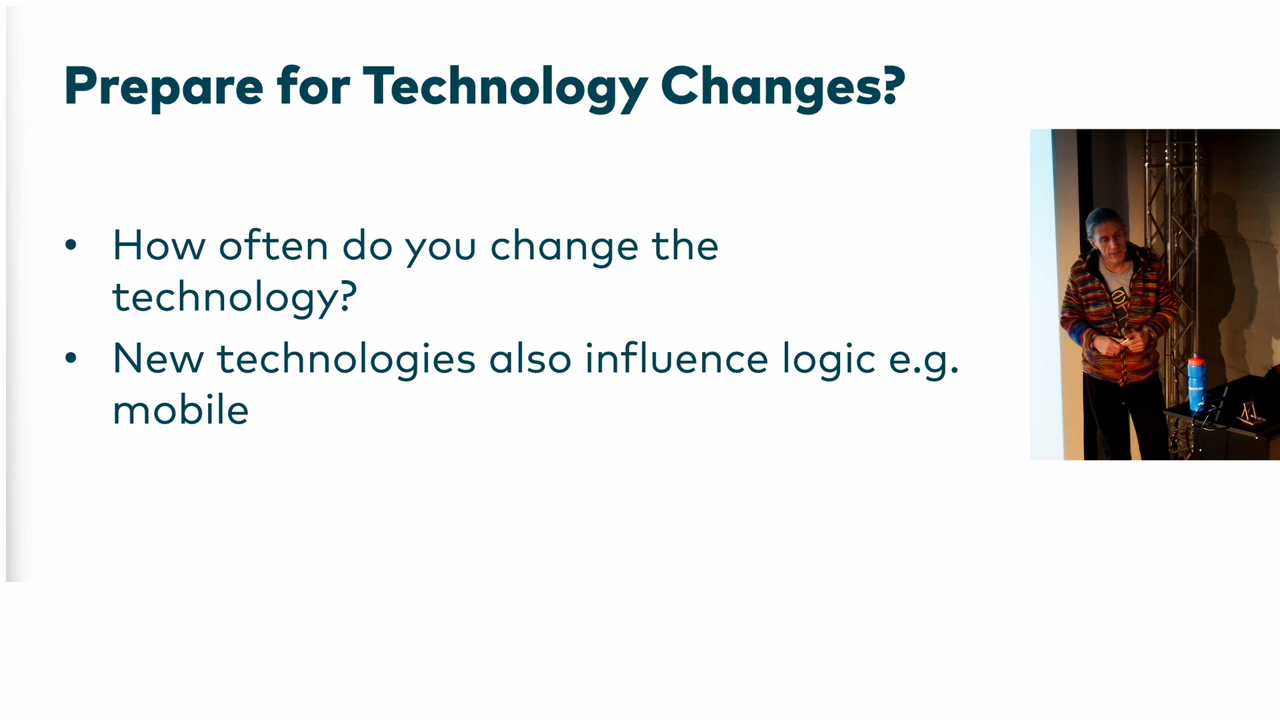 Prepare for Technology Changes?
• How often do you change the
technology?
• New technologies also influence logic e.g.
mobile